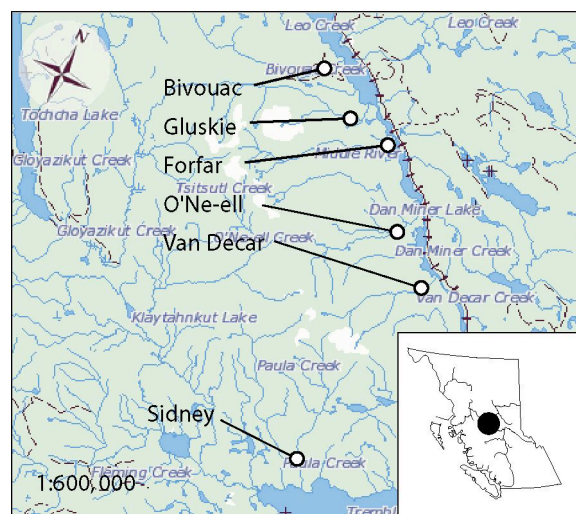 Leo Creek
Leo Creek
N
Bivouac Creek
Bivouac
Tochcha Lake
Gluskie
Gloyazikut Creek
Forfar
Middle River
Tsitsutl Creek
O'Ne-ell
Dan Miner Lake
Gloyazikut Creek
O'Ne-ell Creek
Van Decar
Dan Miner Creek
Van Decar Creek
Klaytahnkut Lake
Paula Creek
Sidney
Paula Creek
Fleming Creek
1:600,000
Trembl